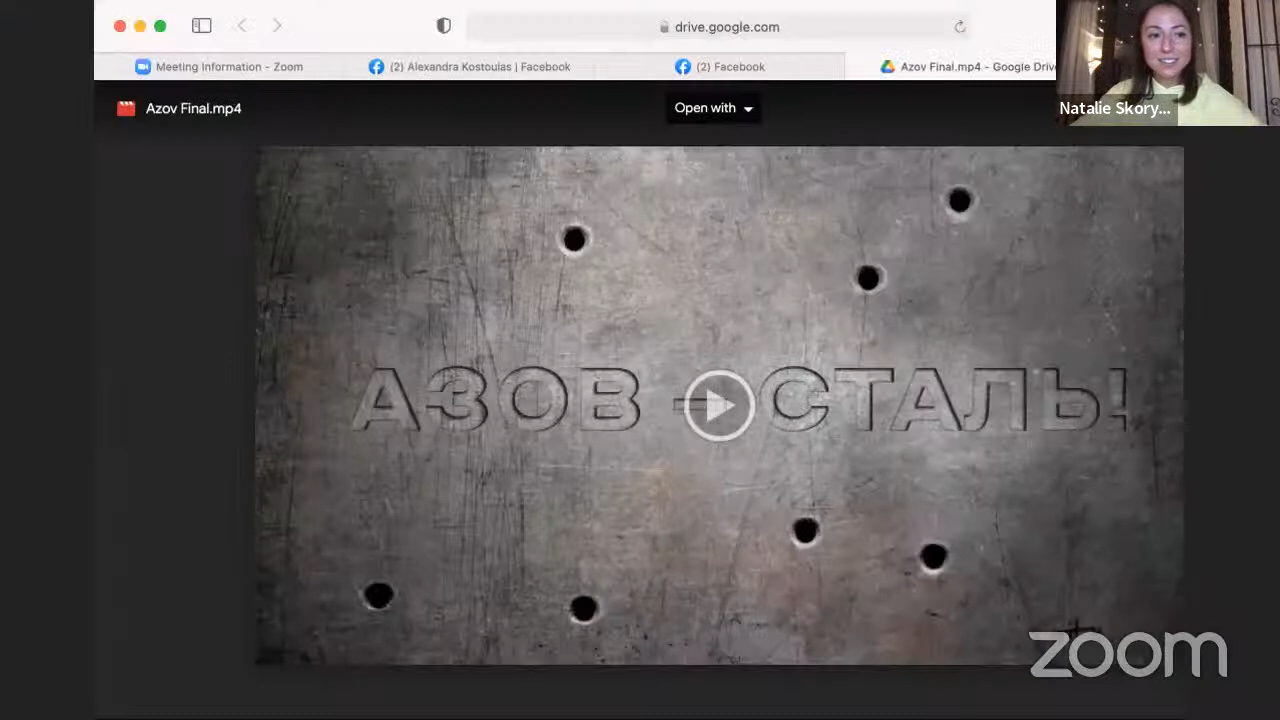 drive.google.com
Meeting Information - Zoom
(2) Alexandra Kostoulas | Facebook
(2) Facebook
Azov Final.mp4 - Google Drive
Natalie Skory...
Azov Final.mp4
Open with
АЗОВ - СТАЛЬ!
zoom